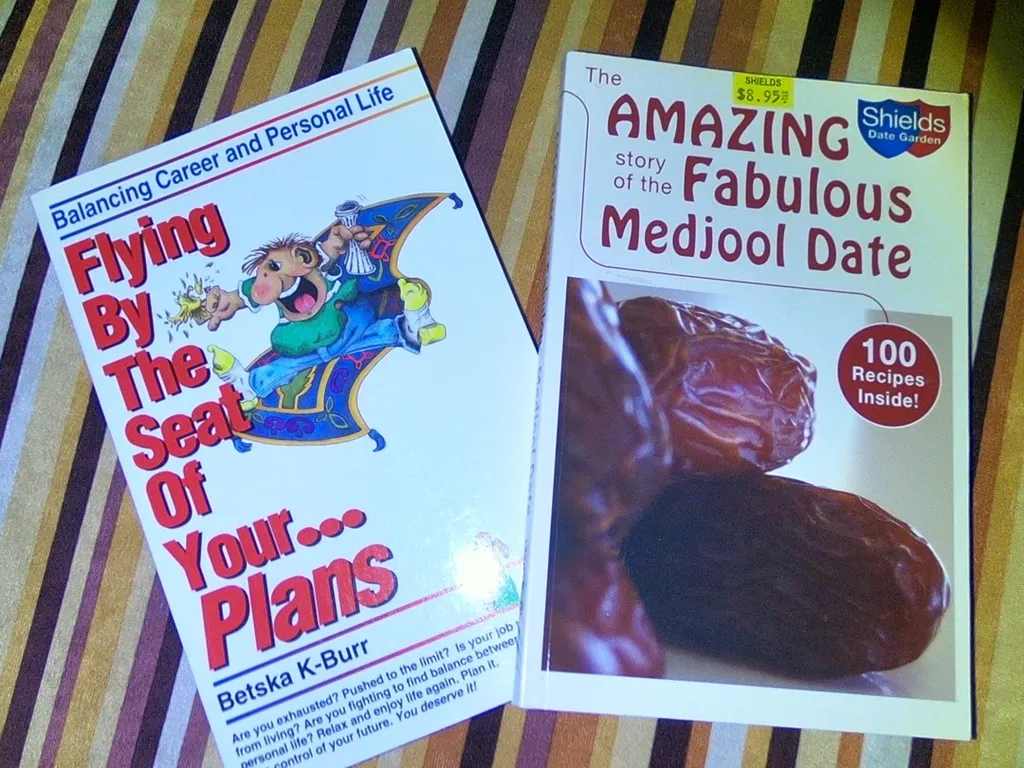 Balancing Career and Personal Life
Flying
By
The
Seat
Of
Your...
Plans
Betska K-Burr
Are you exhausted? Pushed to the limit? Is your job
from living? Are you fighting to find balance between
personal life? Relax and enjoy life again. Plan it.
control of your future. You deserve it!
SHIELDS
$8.95
Shields
Date Garden
The
AMAZING
story
of the Fabulous
Medjool Date
100
Recipes
Inside!